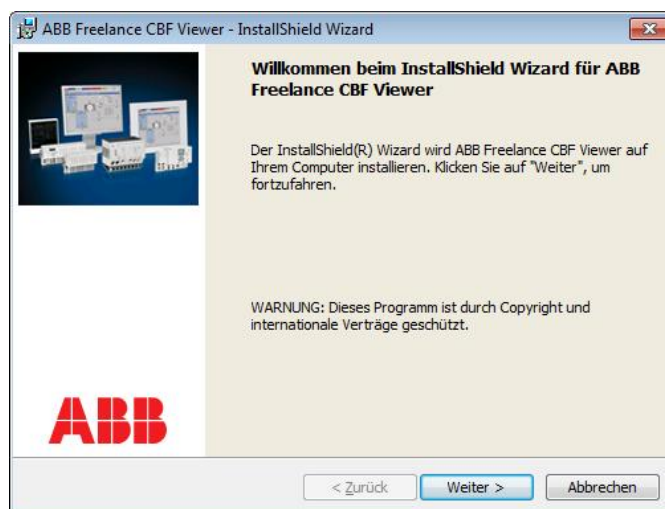 ABB Freelance CBF Viewer - InstallShield Wizard
Willkommen beim InstallShield Wizard für ABB
Freelance CBF Viewer
Der InstallShield(R) Wizard wird ABB Freelance CBF Viewer auf
Ihrem Computer installieren. Klicken Sie auf "Weiter", um
fortzufahren.
WARNUNG: Dieses Programm ist durch Copyright und
internationale Verträge geschützt.
ABB
< Zurück Weiter > Abbrechen